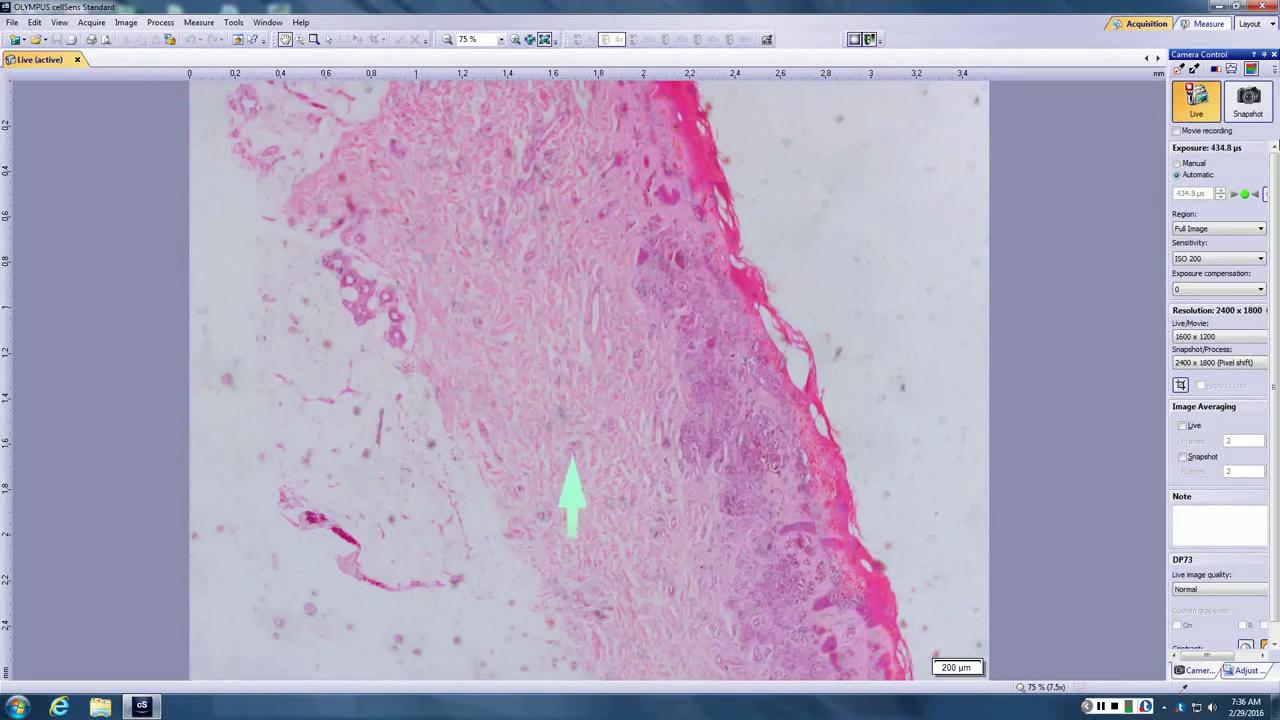 OLYMPUS cellSens Standard
File Edit View Acquire Image Process Measure Tools Window Help
Acquisition Measure Layout
75 %
Live (active)
Camera Control
0 0,2 0,4 0,6 0,8 1 1,2 1,4 1,6 1,8 2 2,2 2,4 2,6 2,8 3 3,2 3,4 mm
0,2
0,4
0,6
0,8
1
1,2
1,4
1,6
1,8
2
2,2
2,4
200 µm
Live Snapshot
Movie recording
Exposure: 434.8 µs
Manual
Automatic
434.8 µs
Region:
Full Image
Sensitivity:
ISO 200
Exposure compensation:
0
Resolution: 2400 x 1800
Live/Movie:
1600 x 1200
Snapshot/Process:
2400 x 1800 (Pixel shift)
Image Averaging
Live
Frames 2
Snapshot
Frames 2
Note
DP73
Live image quality:
Normal
Custom grayscale:
On R
Contrast:
Camer... Adjust ...
75 % (7.5x)
7:36 AM
2/29/2016